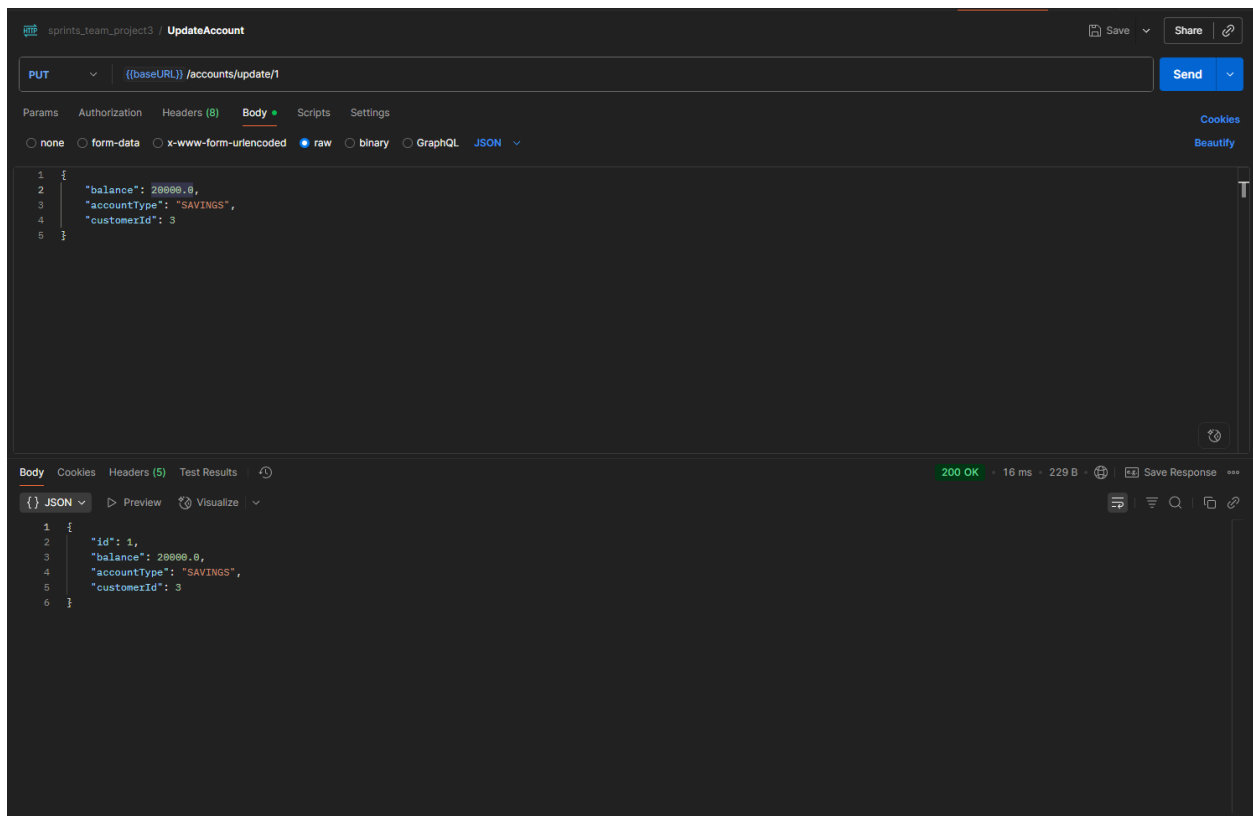 HTTP sprints_team_project3 / UpdateAccount Save Share
PUT {{baseURL}} /accounts/update/1 Send
Params Authorization Headers (8) Body Scripts Settings Cookies
none form-data x-www-form-urlencoded raw binary GraphQL JSON Beautify
1 {
2 "balance": 20000.0,
3 "accountType": "SAVINGS",
4 "customerId": 3
5 }
Body Cookies Headers (5) Test Results 200 OK 16 ms 229 B e.g. Save Response
{} JSON Preview Visualize
1 {
2 "id": 1,
3 "balance": 20000.0,
4 "accountType": "SAVINGS",
5 "customerId": 3
6 }